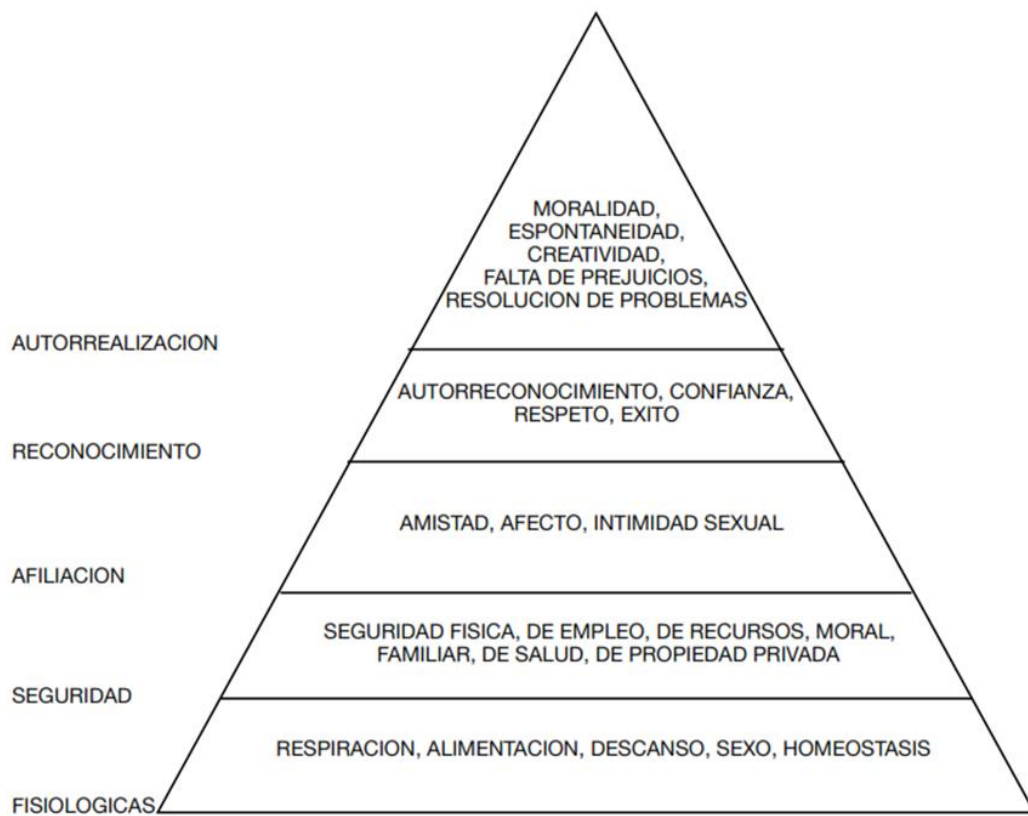 MORALIDAD,
ESPONTANEIDAD,
CREATIVIDAD,
FALTA DE PREJUICIOS,
RESOLUCION DE PROBLEMAS
AUTORREALIZACION
AUTORRECONOCIMIENTO, CONFIANZA,
RESPETO, EXITO
RECONOCIMIENTO
AMISTAD, AFECTO, INTIMIDAD SEXUAL
AFILIACION
SEGURIDAD FISICA, DE EMPLEO, DE RECURSOS, MORAL,
FAMILIAR, DE SALUD, DE PROPIEDAD PRIVADA
SEGURIDAD
RESPIRACION, ALIMENTACION, DESCANSO, SEXO, HOMEOSTASIS
FISIOLOGICAS